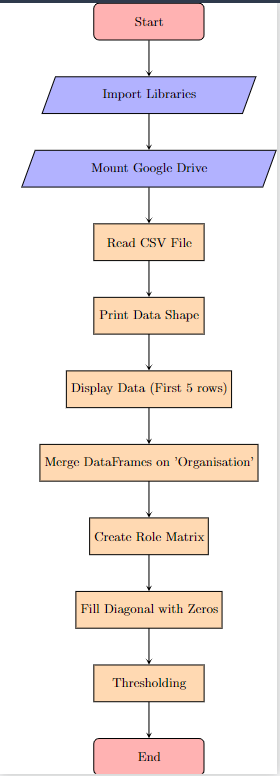 Start
Import Libraries
Mount Google Drive
Read CSV File
Print Data Shape
Display Data (First 5 rows)
Merge DataFrames on 'Organisation'
Create Role Matrix
Fill Diagonal with Zeros
Thresholding
End